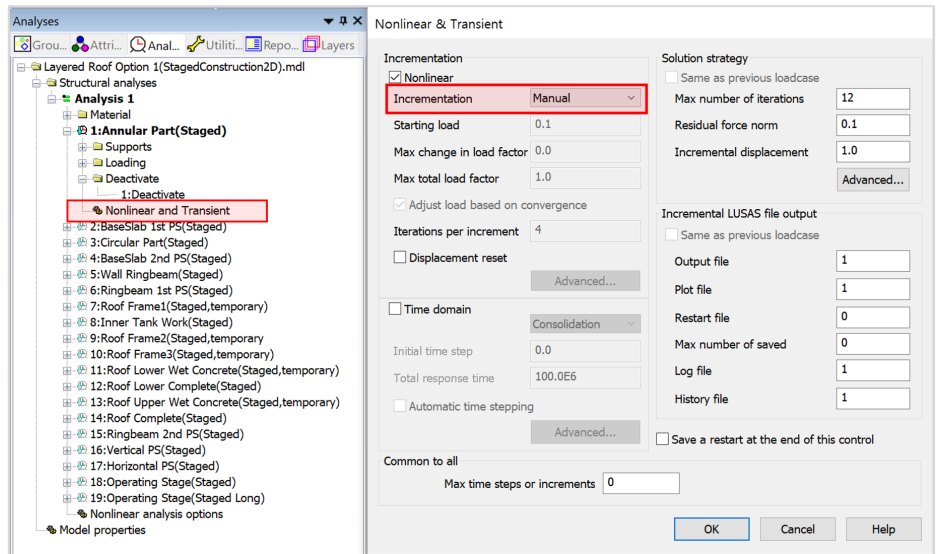 Analyses
Grou... Attri... Anal... Utiliti... Repo... Layers
Layered Roof Option 1(StagedConstruction2D).mdl
Structural analyses
Analysis 1
Material
1:Annular Part(Staged)
Supports
Loading
Deactivate
1:Deactivate
Nonlinear and Transient
2:BaseSlab 1st PS(Staged)
3:Circular Part(Staged)
4:BaseSlab 2nd PS(Staged)
5:Wall Ringbeam(Staged)
6:Ringbeam 1st PS(Staged)
7:Roof Frame1(Staged,temporary)
8:Inner Tank Work(Staged)
9:Roof Frame2(Staged,temporary
10:Roof Frame3(Staged,temporary)
11:Roof Lower Wet Concrete(Staged,temporary)
12:Roof Lower Complete(Staged)
13:Roof Upper Wet Concrete(Staged,temporary)
14:Roof Complete(Staged)
15:Ringbeam 2nd PS(Staged)
16:Vertical PS(Staged)
17:Horizontal PS(Staged)
18:Operating Stage(Staged)
19:Operating Stage(Staged Long)
Nonlinear analysis options
Model properties
Nonlinear & Transient
Incrementation
Nonlinear
Incrementation Manual
Starting load 0.1
Max change in load factor 0.0
Max total load factor 1.0
Adjust load based on convergence
Iterations per increment 4
Displacement reset
Advanced...
Time domain
Consolidation
Initial time step 0.0
Total response time 100.0E6
Automatic time stepping
Advanced...
Common to all
Max time steps or increments 0
Solution strategy
Same as previous loadcase
Max number of iterations 12
Residual force norm 0.1
Incremental displacement 1.0
Advanced...
Incremental LUSAS file output
Same as previous loadcase
Output file 1
Plot file 1
Restart file 0
Max number of saved 0
Log file 1
History file 1
Save a restart at the end of this control
OK Cancel Help